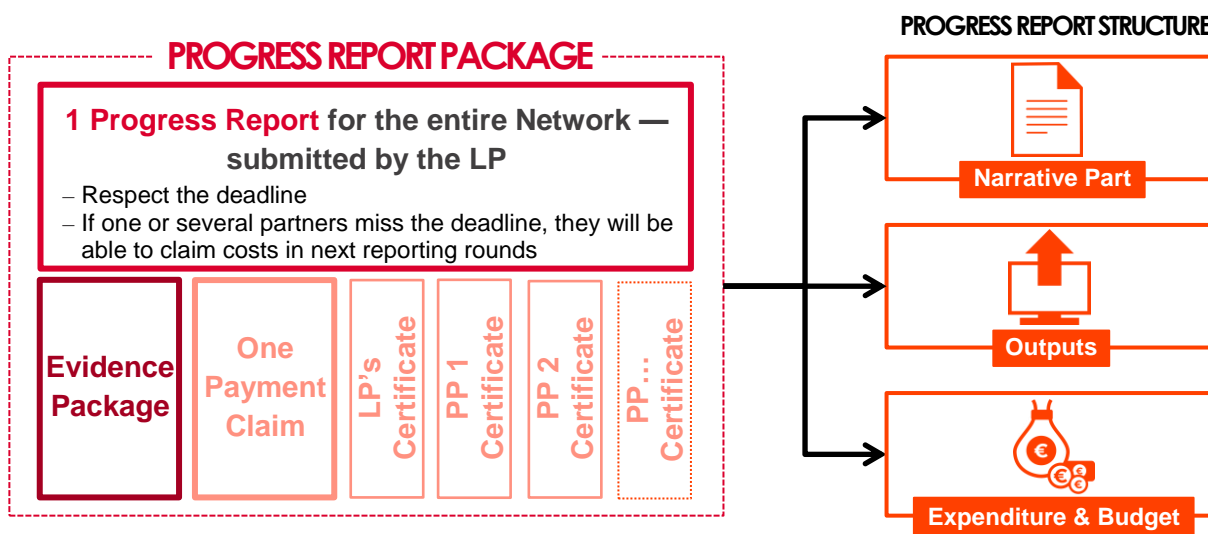 PROGRESS REPORT PACKAGE
1 Progress Report for the entire Network —
submitted by the LP
– Respect the deadline
– If one or several partners miss the deadline, they will be
able to claim costs in next reporting rounds
Evidence
Package
One
Payment
Claim
LP's
Certificate
PP 1
Certificate
PP 2
Certificate
PP…
Certificate
PROGRESS REPORT STRUCTURE
Narrative Part
Outputs
€
€
€
€
Expenditure & Budget